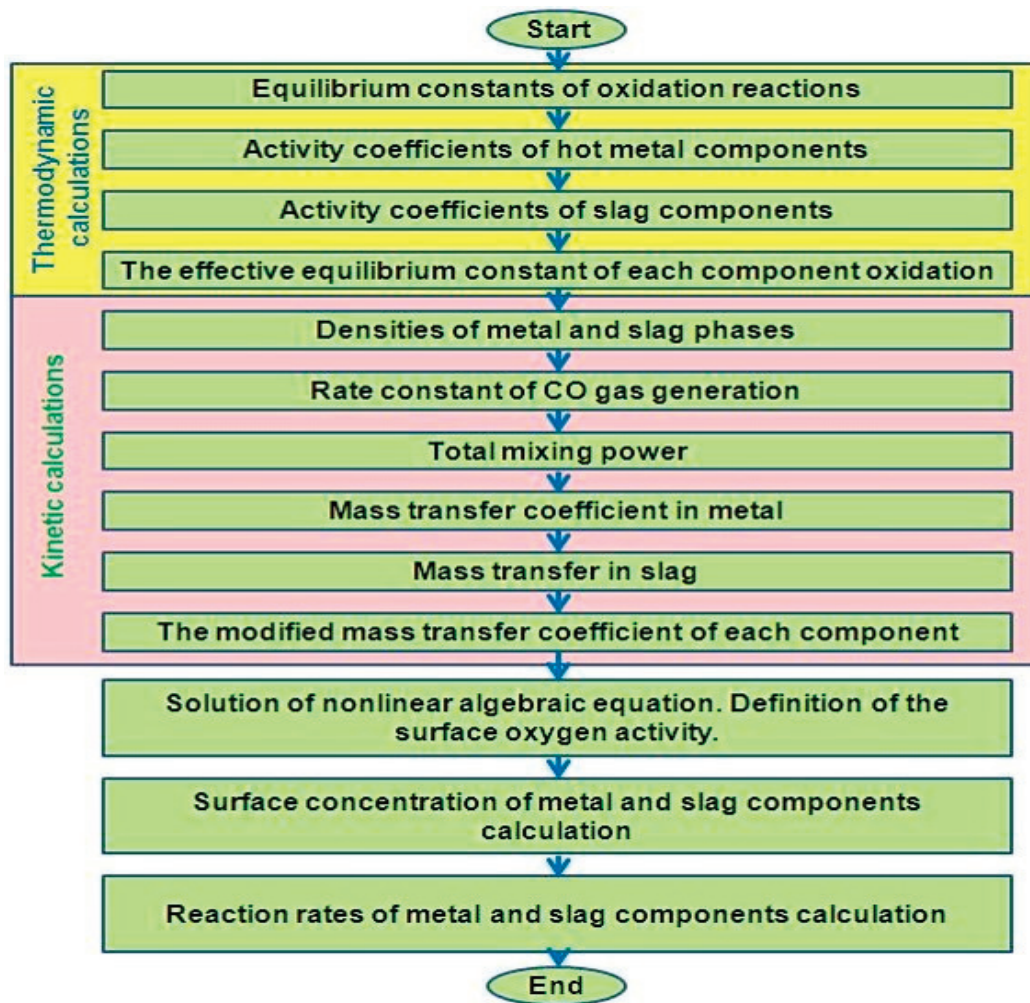 Start
Thermodynamic
calculations
Equilibrium constants of oxidation reactions
Activity coefficients of hot metal components
Activity coefficients of slag components
The effective equilibrium constant of each component oxidation
Kinetic calculations
Densities of metal and slag phases
Rate constant of CO gas generation
Total mixing power
Mass transfer coefficient in metal
Mass transfer in slag
The modified mass transfer coefficient of each component
Solution of nonlinear algebraic equation. Definition of the
surface oxygen activity.
Surface concentration of metal and slag components
calculation
Reaction rates of metal and slag components calculation
End